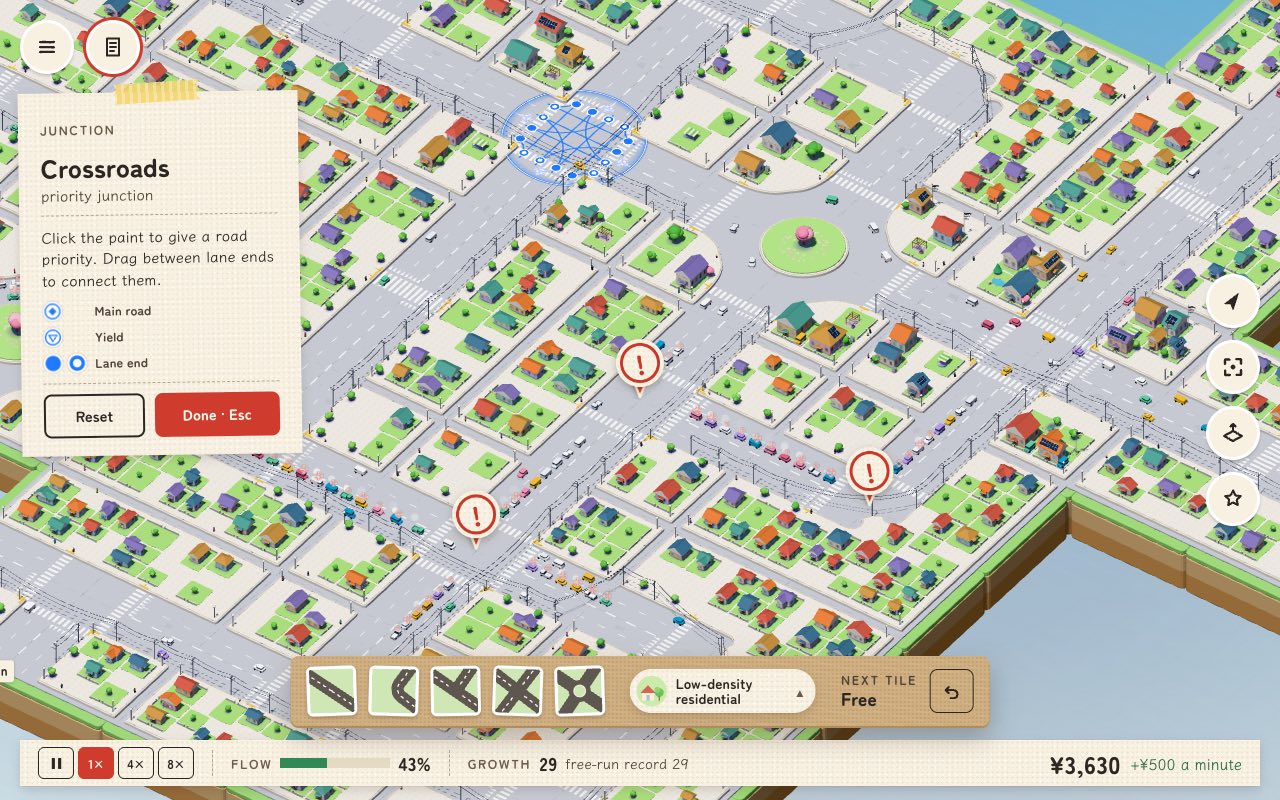 JUNCTION
Crossroads
priority junction
Click the paint to give a road
priority. Drag between lane ends
to connect them.
Main road
Yield
Lane end
Reset
Done · Esc
!
!
!
n
Low-density
residential
▲
NEXT TILE
Free
1×
4×
8×
FLOW
43%
GROWTH 29 free-run record 29
¥3,630 +¥500 a minute